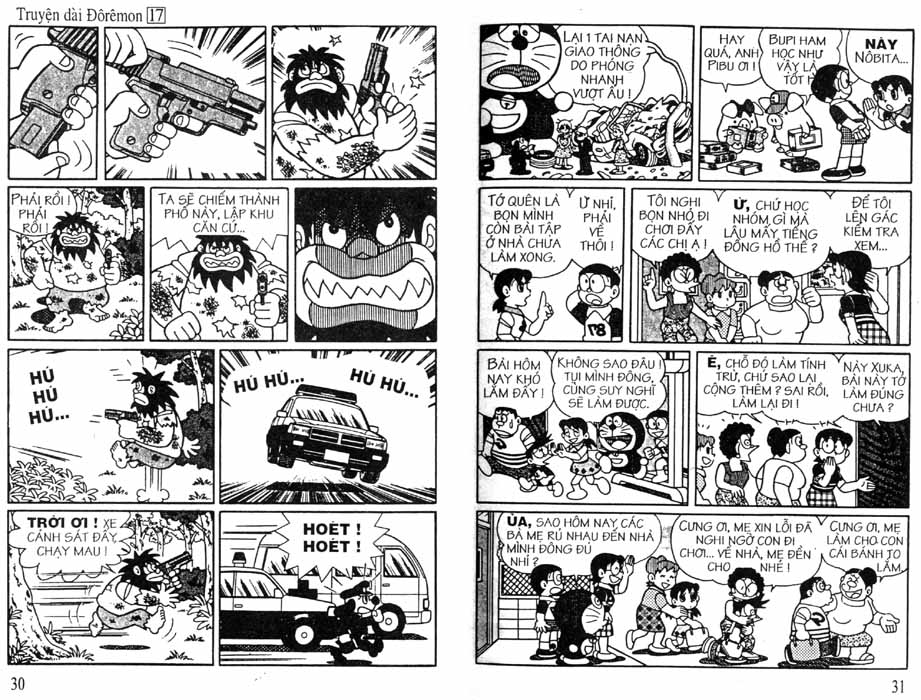 Truyện dài Đôrêmon 17
PHẢI RỒI!
PHẢI
RỒI!
TA SẼ CHIẾM THÀNH
PHỐ NÀY, LẬP KHU
CĂN CỨ...
HÚ
HÚ
HÚ...
HÚ HÚ...
HÚ HÚ...
TRỜI ƠI! XE
CẢNH SÁT ĐẤY,
CHẠY MAU!
HOÉT!
HOÉT!
30
LẠI 1 TAI NẠN
GIAO THÔNG
DO PHÓNG
NHANH
VƯỢT ẨU!
HAY
QUÁ, ANH
PIBU ƠI!
BUPI HAM
HỌC NHƯ
VẬY LÀ
TỐT
NÀY
NÔBITA...
TỚ QUÊN LÀ
BỌN MÌNH
CÒN BÀI TẬP
Ở NHÀ CHƯA
LÀM XONG.
Ừ NHỈ,
PHẢI
VỀ
THÔI!
TÔI NGHI
BỌN NHỎ ĐI
CHƠI ĐẤY
CÁC CHỊ Ạ!
Ừ, CHỨ HỌC
NHÓM GÌ MÀ
LÂU MẤY TIẾNG
ĐỒNG HỒ THẾ?
ĐỂ TÔI
LÊN GÁC
KIỂM TRA
XEM...
BÀI HÔM
NAY KHÓ
LẮM ĐẤY!
KHÔNG SAO ĐÂU!
TỤI MÌNH ĐÔNG,
CÙNG SUY NGHĨ
SẼ LÀM ĐƯỢC.
Ê, CHỖ ĐÓ LÀM TÍNH
TRỪ, CHỨ SAO LẠI
CỘNG THÊM? SAI RỒI,
LÀM LẠI ĐI!
NÀY XUKA,
BÀI NÀY TỚ
LÀM ĐÚNG
CHƯA?
ỦA, SAO HÔM NAY CÁC
BÀ MẸ RỦ NHAU ĐẾN NHÀ
MÌNH ĐÔNG ĐỦ
NHỈ?
CƯNG ƠI, MẸ XIN LỖI ĐÃ
NGHI NGỜ CON ĐI
CHƠI... VỀ NHÀ, MẸ ĐỀN
CHO NHÉ!
CƯNG ƠI, MẸ
LÀM CHO CON
CÁI BÁNH TO
LẮM.
31